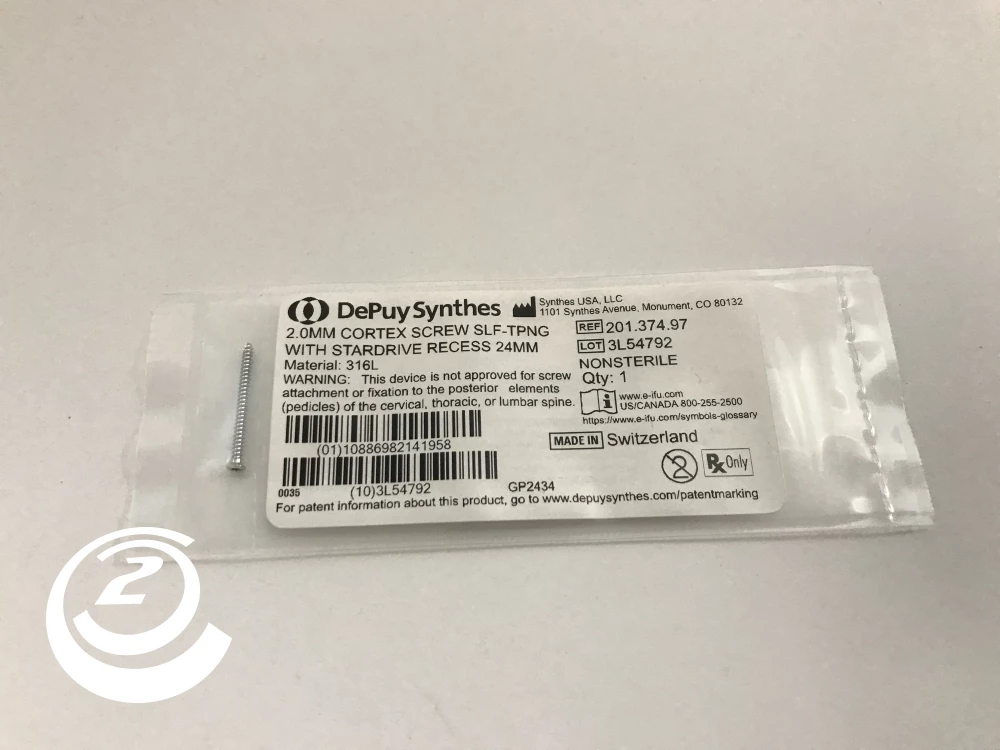 DePuy Synthes
Synthes USA, LLC
1101 Synthes Avenue, Monument, CO 80132
2.0MM CORTEX SCREW SLF-TPNG
WITH STARDRIVE RECESS 24MM
Material: 316L
WARNING: This device is not approved for screw
attachment or fixation to the posterior elements
(pedicles) of the cervical, thoracic, or lumbar spine.
REF 201.374.97
LOT 3L54792
NONSTERILE
Qty: 1
i
www.e-ifu.com
US/CANADA 800-255-2500
https://www.e-ifu.com/symbols-glossary
(01)10886982141958
MADE IN Switzerland
2
Rx Only
0035
(10)3L54792
GP2434
For patent information about this product, go to www.depuysynthes.com/patentmarking
2